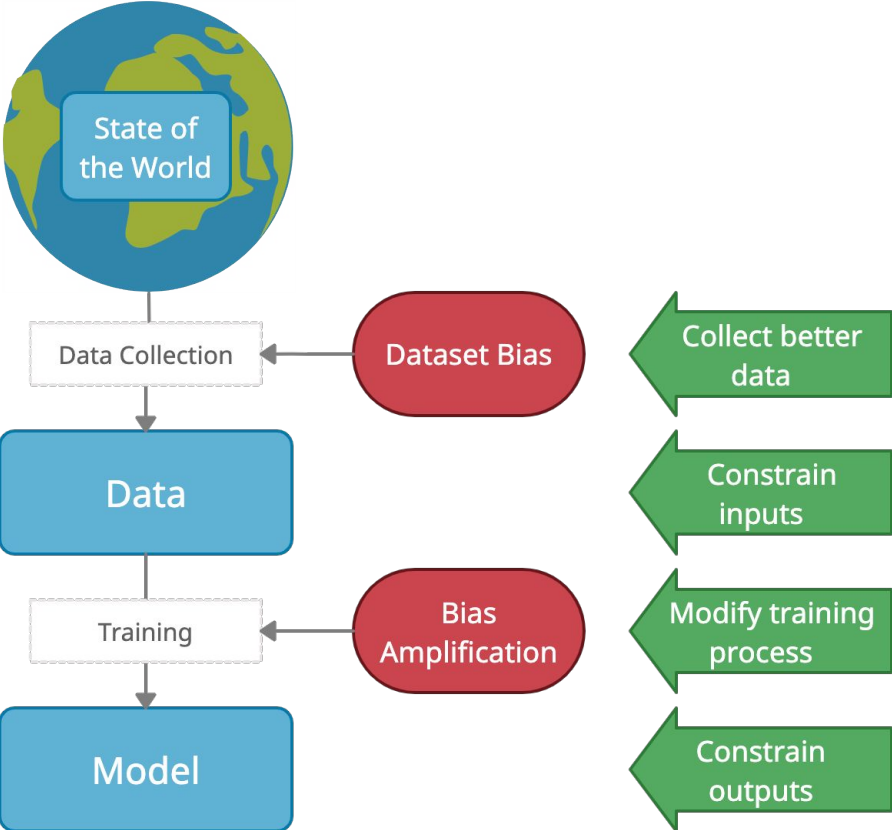 State of
the World
Data Collection
Dataset Bias
Collect better
data
Data
Constrain
inputs
Training
Bias
Amplification
Modify training
process
Model
Constrain
outputs